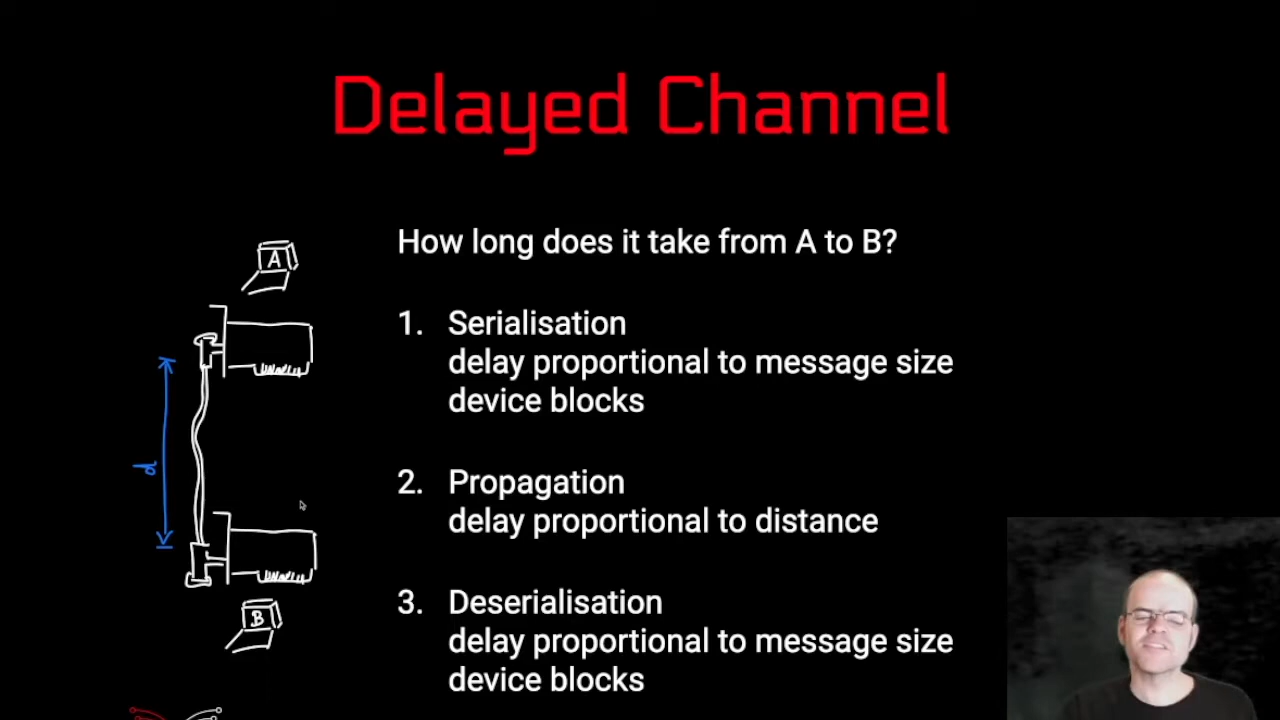 Delayed Channel
How long does it take from A to B?
A
1. Serialisation
delay proportional to message size
device blocks
d
2. Propagation
delay proportional to distance
3. Deserialisation
delay proportional to message size
device blocks
B